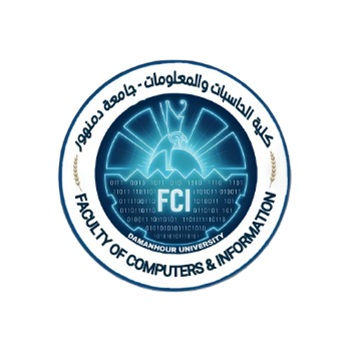 كلية الحاسبات والمعلومات - جامعة دمنهور
FCI
DAMANHOUR UNIVERSITY
FACULTY OF COMPUTERS & INFORMATION